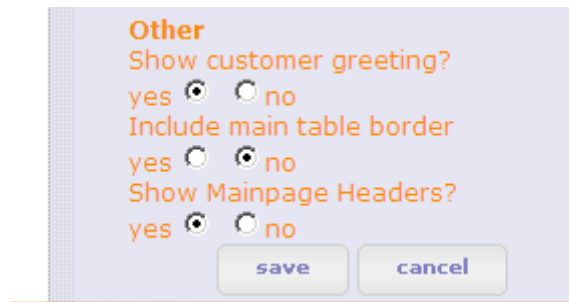 Other
Show customer greeting?
yes no
Include main table border
yes no
Show Mainpage Headers?
yes no
save cancel